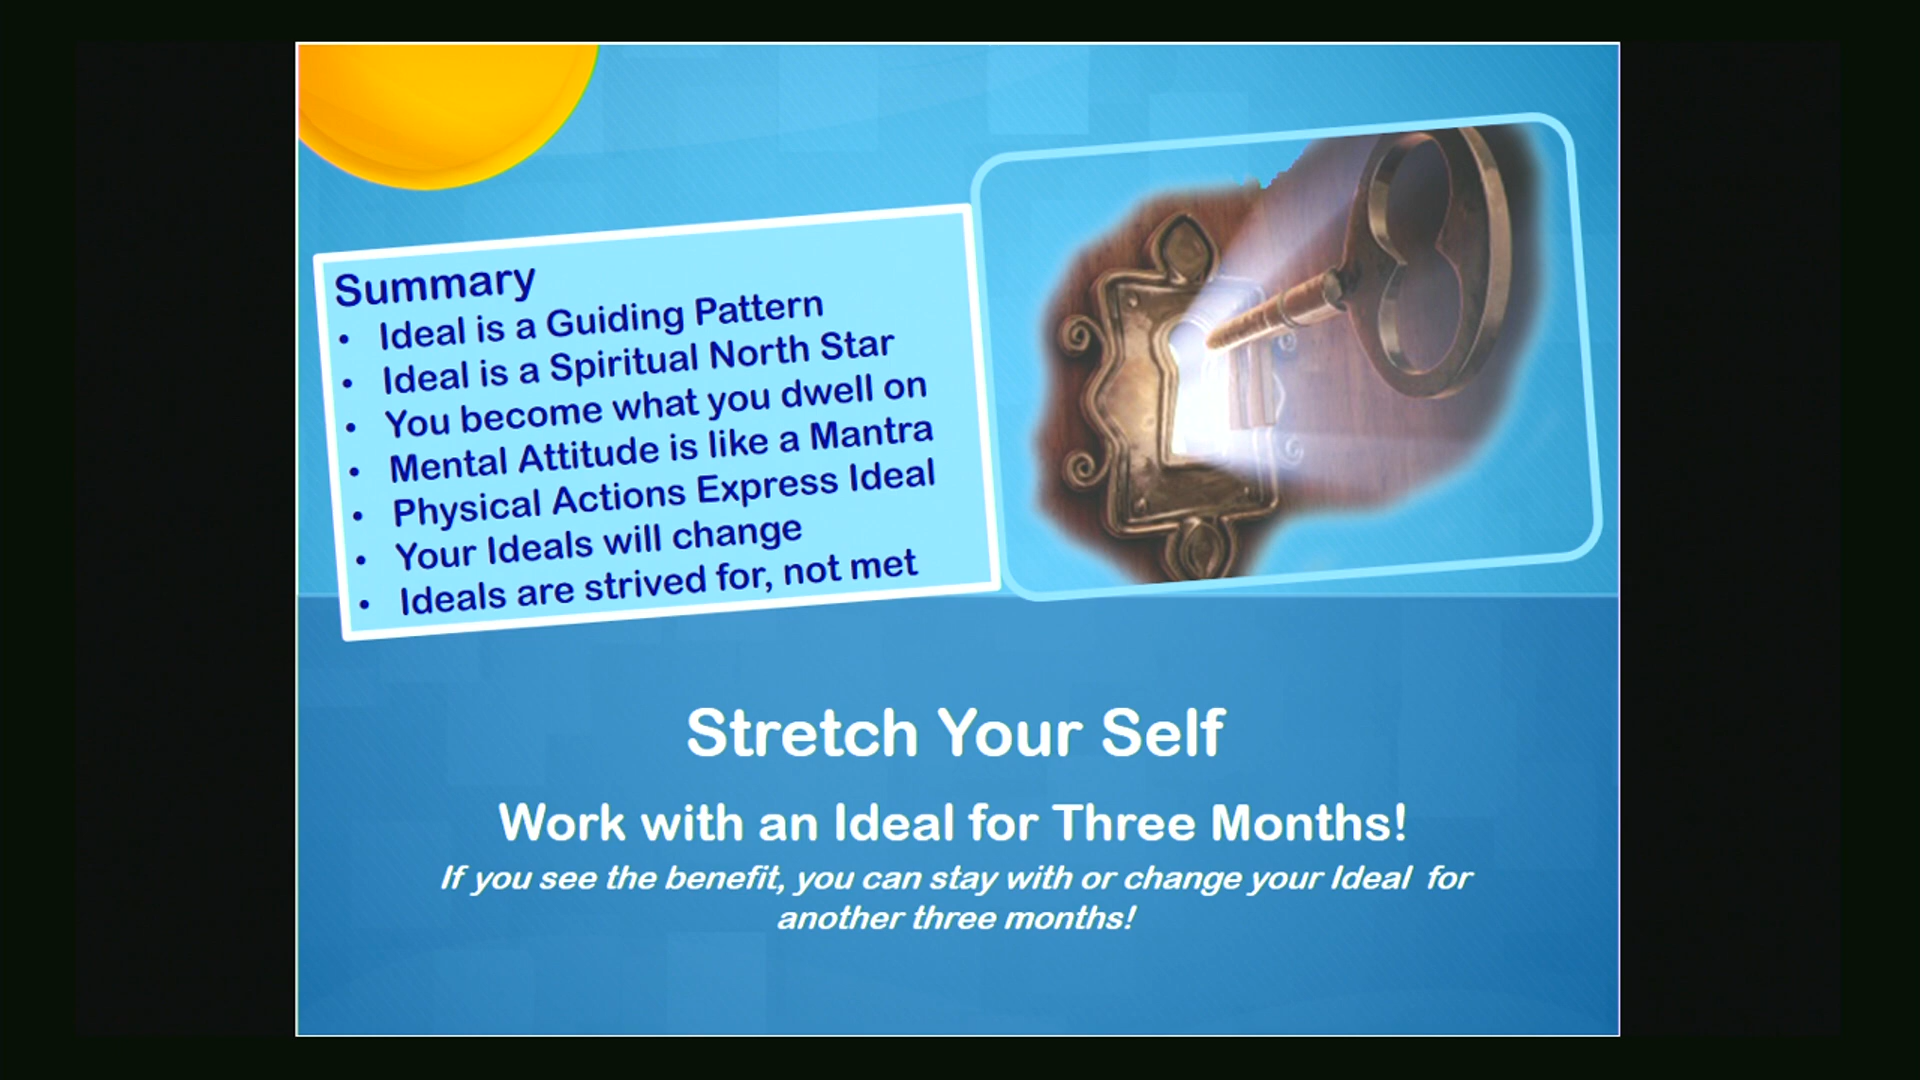 Summary
• Ideal is a Guiding Pattern
• Ideal is a Spiritual North Star
• You become what you dwell on
• Mental Attitude is like a Mantra
• Physical Actions Express Ideal
• Your Ideals will change
• Ideals are strived for, not met
Stretch Your Self
Work with an Ideal for Three Months!
If you see the benefit, you can stay with or change your Ideal for
another three months!